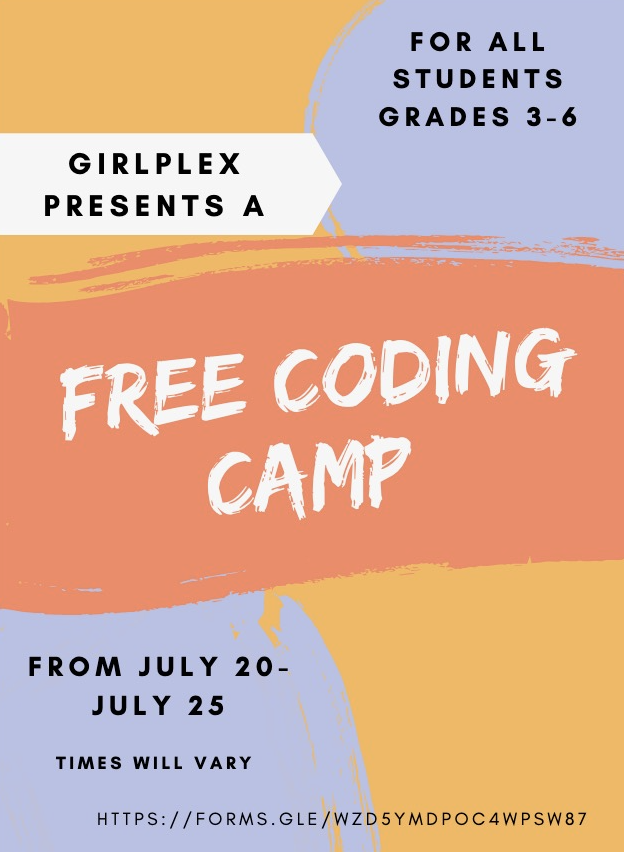 FOR ALL
STUDENTS
GRADES 3-6
GIRLPLEX
PRESENTS A
FREE CODING
CAMP
FROM JULY 20-
JULY 25
TIMES WILL VARY
HTTPS://FORMS.GLE/WZD5YMDPOC4WPSW87